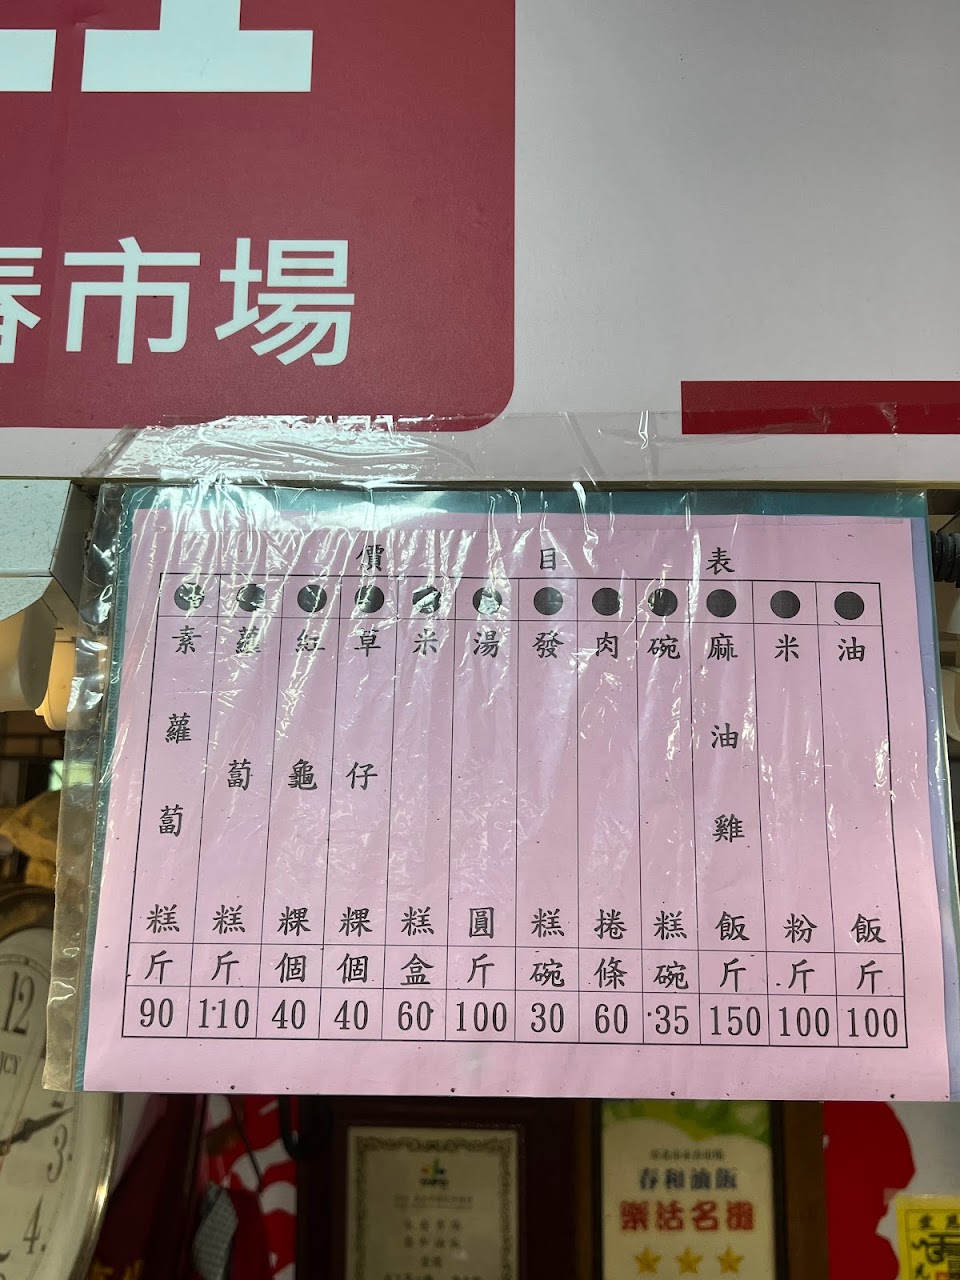 市場
價目表
油飯 斤 100
米粉 斤 100
麻油雞飯 斤 150
碗糕 碗 35
肉捲 條 60
發糕 碗 30
湯圓 斤 100
米糕 盒 60
草仔粿 個 40
紅龜粿 個 40
蘿蔔糕 斤 110
素蘿蔔糕 斤 90
12
3
4
春和油飯
樂活名攤